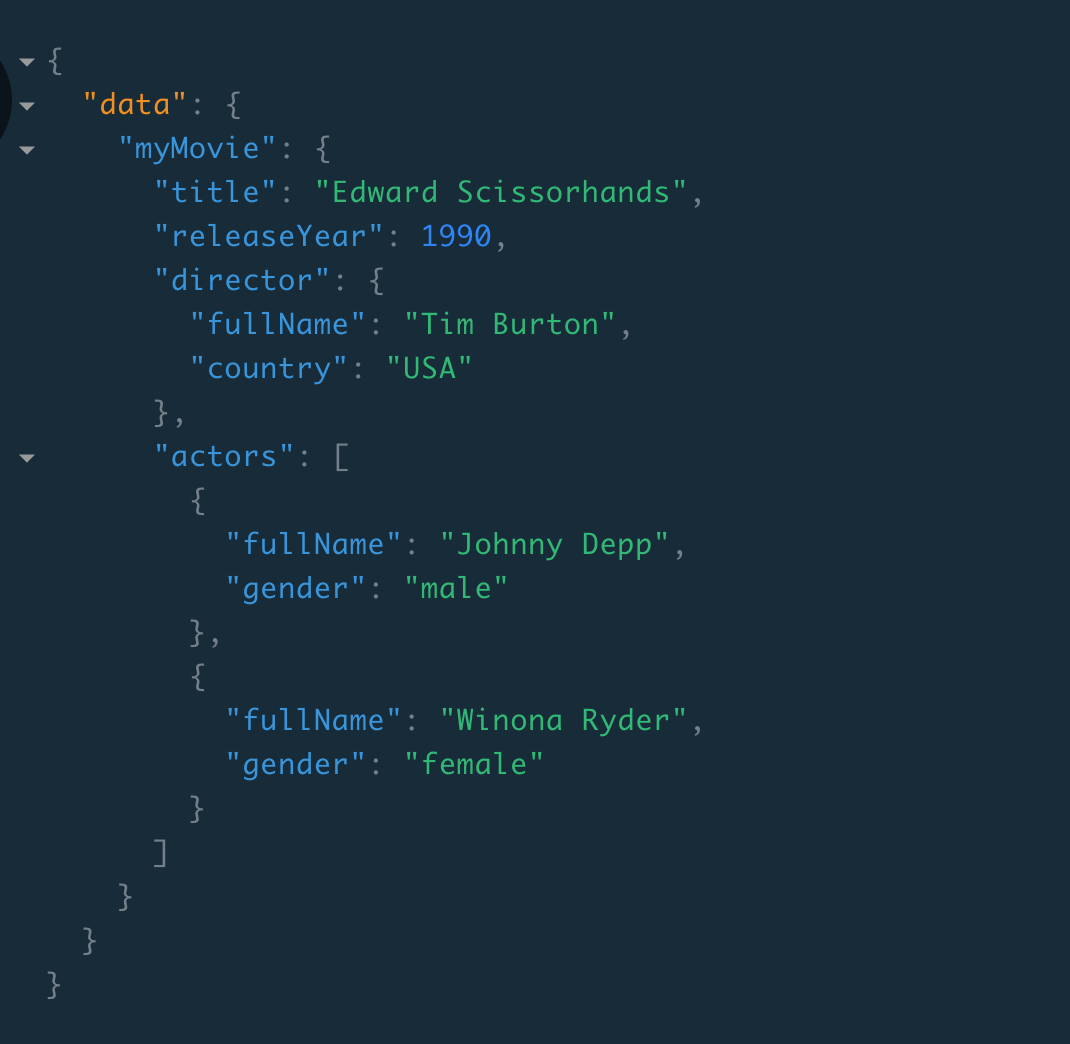 {
"data": {
"myMovie": {
"title": "Edward Scissorhands",
"releaseYear": 1990,
"director": {
"fullName": "Tim Burton",
"country": "USA"
},
"actors": [
{
"fullName": "Johnny Depp",
"gender": "male"
},
{
"fullName": "Winona Ryder",
"gender": "female"
}
]
}
}
}